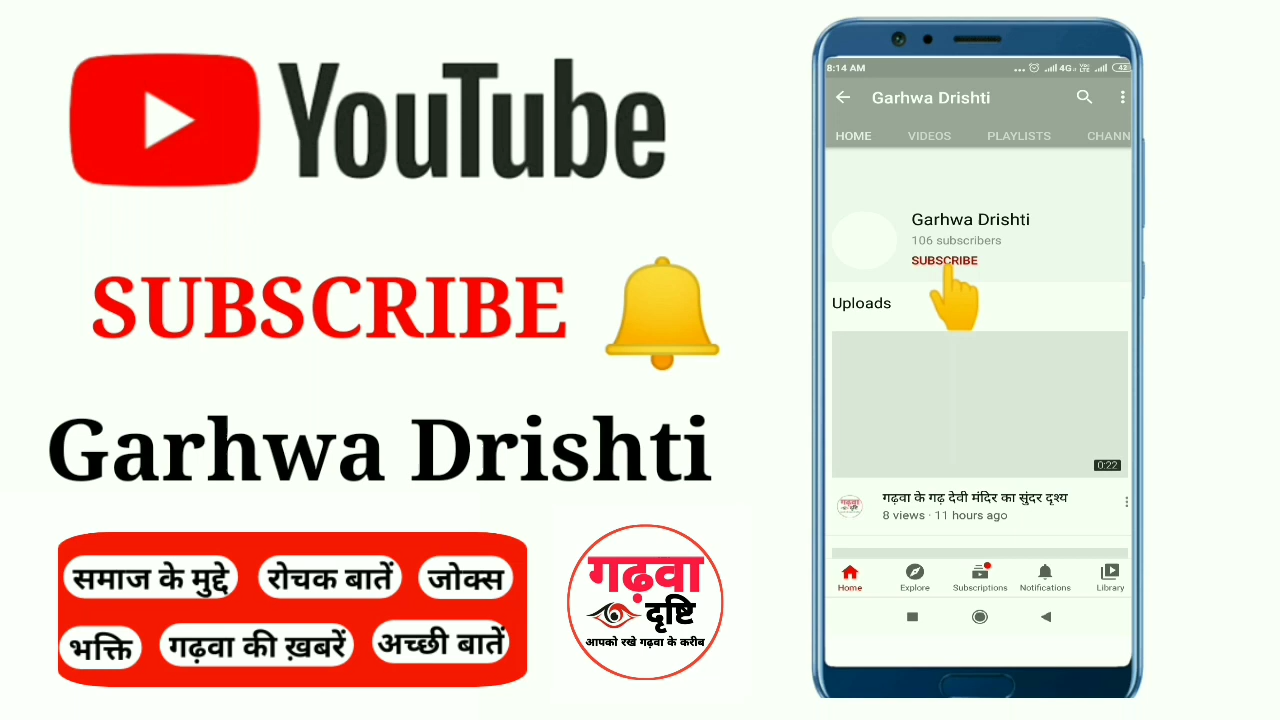 YouTube
SUBSCRIBE
Garhwa Drishti
समाज के मुद्दे
रोचक बातें
जोक्स
भक्ति
गढ़वा की ख़बरें
अच्छी बातें
गढ़वा
दृष्टि
आपको रखे गढ़वा के करीब
8:14 AM
4G
42
Garhwa Drishti
HOME VIDEOS PLAYLISTS CHANN
Garhwa Drishti
106 subscribers
SUBSCRIBE
Uploads
0:22
गढ़वा के गढ़ देवी मंदिर का सुंदर दृश्य
8 views · 11 hours ago
Home Explore Subscriptions Notifications Library